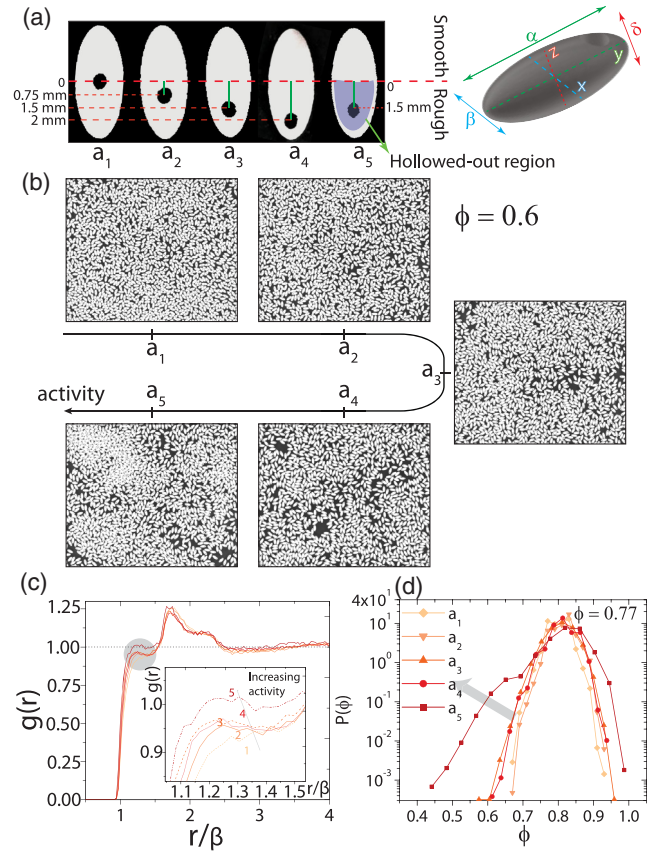 (a)
0
0.75 mm
1.5 mm
2 mm
0
1.5 mm
a1 a2 a3 a4 a5
Hollowed-out region
Smooth Rough
α
δ
β
z
y
x
(b)
ϕ = 0.6
a1 a2
a3
activity
a5 a4
(c)
g(r)
1.25
1.00
0.75
0.50
0.25
0.00
1 2 3 4
r/β
Increasing
activity
g(r)
1.0
0.9
5
4
3
2
1
1.1 1.2 1.3 1.4 1.5
r/β
(d)
P(ϕ)
4x10¹
10¹
10⁰
10⁻¹
10⁻²
10⁻³
a1
a2
a3
a4
a5
ϕ = 0.77
0.4 0.5 0.6 0.7 0.8 0.9 1.0
ϕ